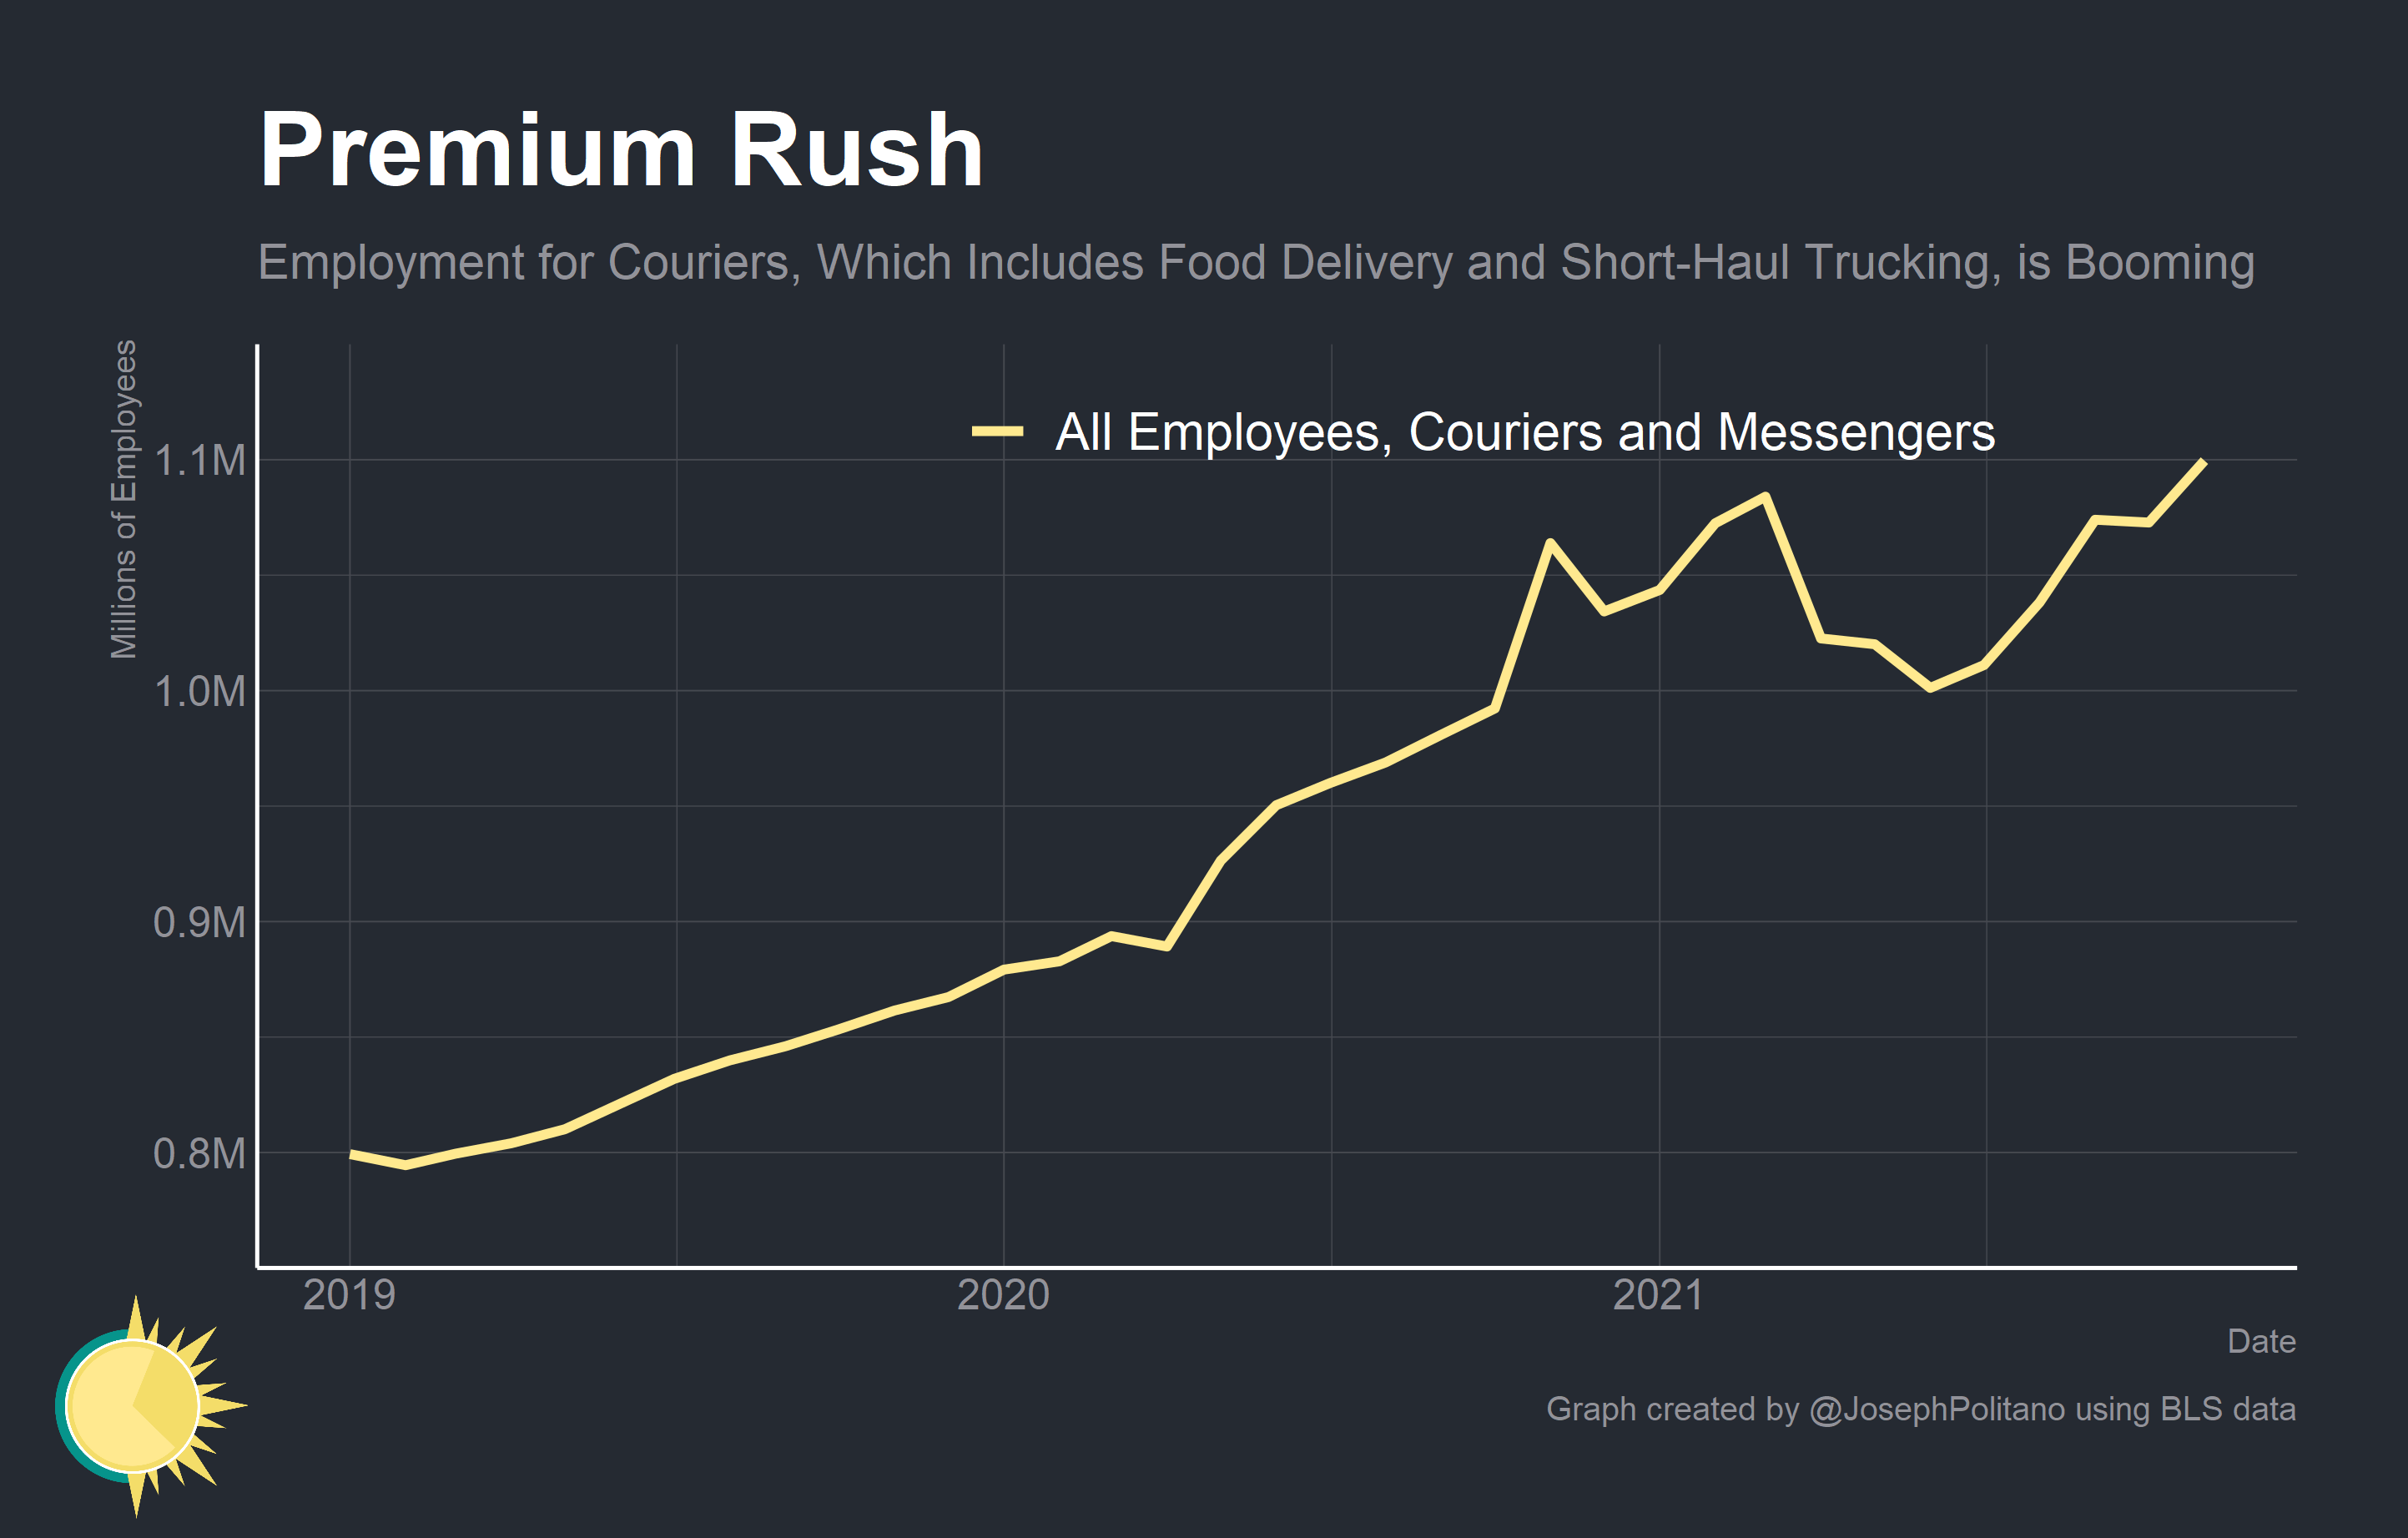 Premium Rush
Employment for Couriers, Which Includes Food Delivery and Short-Haul Trucking, is Booming
Millions of Employees
All Employees, Couriers and Messengers
1.1M
1.0M
0.9M
0.8M
2019
2020
2021
Date
Graph created by @JosephPolitano using BLS data